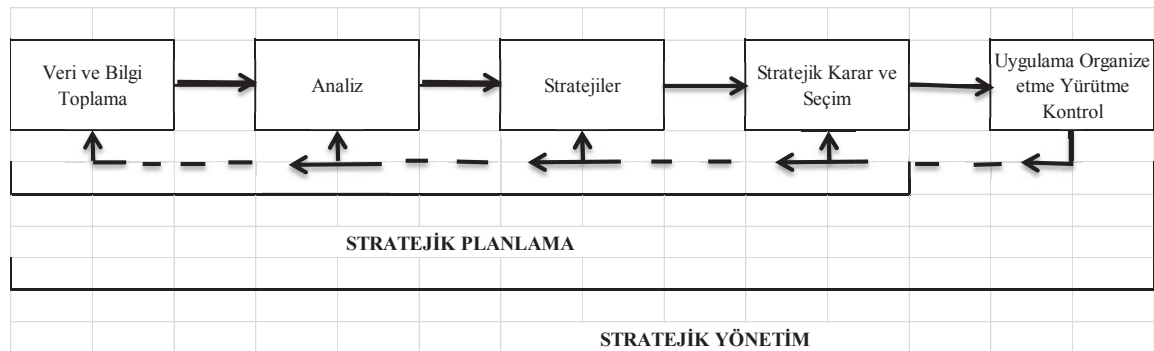 Veri ve Bilgi
Toplama
Analiz
Stratejiler
Stratejik Karar ve
Seçim
Uygulama Organize
etme Yürütme
Kontrol
STRATEJİK PLANLAMA
STRATEJİK YÖNETİM